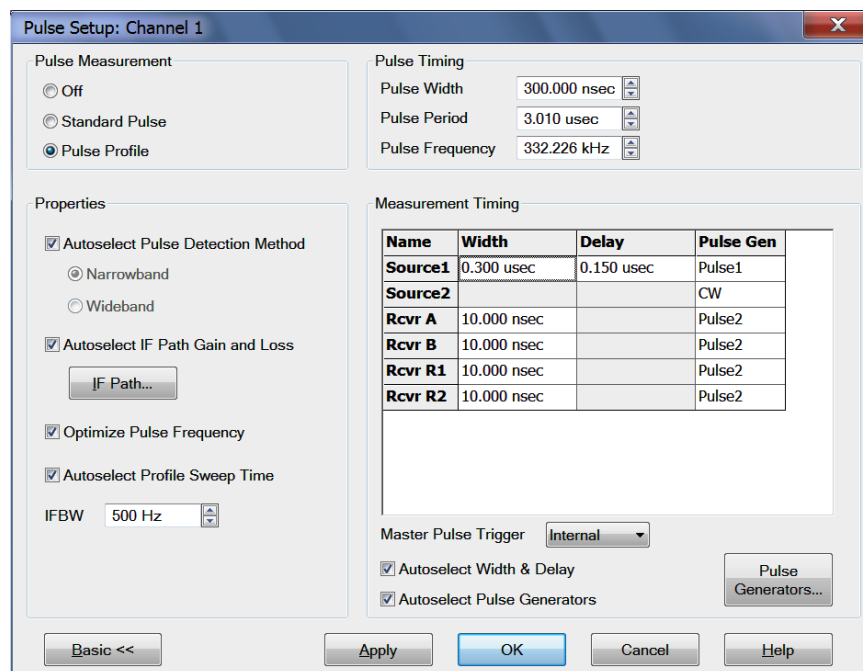 Pulse Setup: Channel 1
X
Pulse Measurement
Off
Standard Pulse
Pulse Profile
Pulse Timing
Pulse Width 300.000 nsec
Pulse Period 3.010 usec
Pulse Frequency 332.226 kHz
Properties
Autoselect Pulse Detection Method
Narrowband
Wideband
Autoselect IF Path Gain and Loss
IF Path...
Optimize Pulse Frequency
Autoselect Profile Sweep Time
IFBW 500 Hz
Measurement Timing
Name Width Delay Pulse Gen
Source1 0.300 usec 0.150 usec Pulse1
Source2 CW
Rcvr A 10.000 nsec Pulse2
Rcvr B 10.000 nsec Pulse2
Rcvr R1 10.000 nsec Pulse2
Rcvr R2 10.000 nsec Pulse2
Master Pulse Trigger Internal
Autoselect Width & Delay
Autoselect Pulse Generators
Pulse
Generators...
Basic << Apply OK Cancel Help